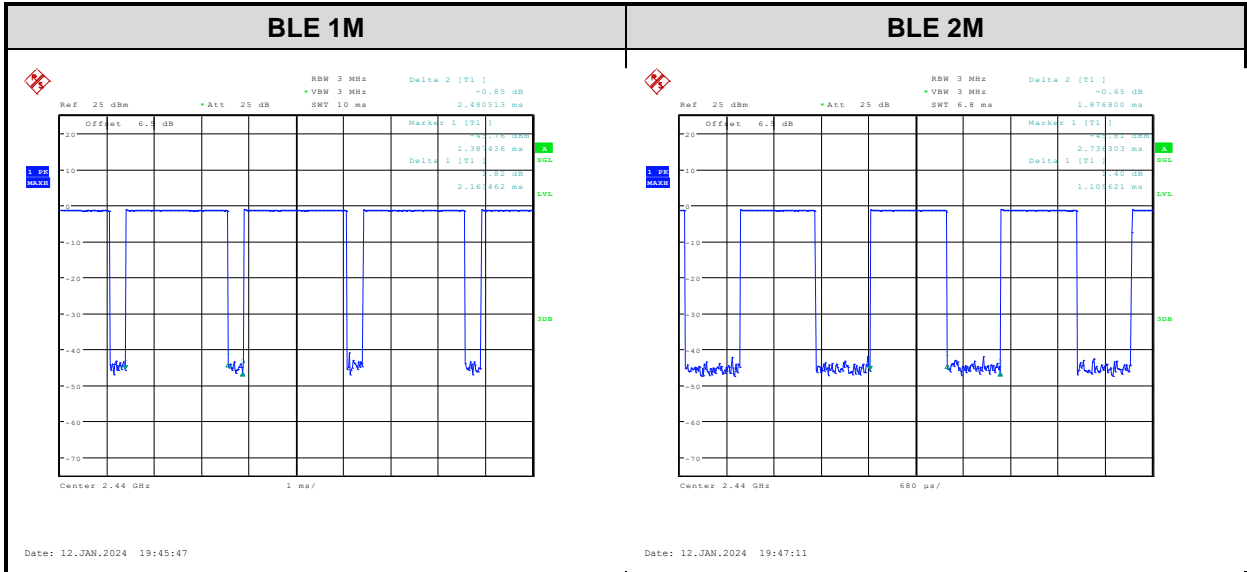 BLE 1M
BLE 2M
R S
RBW 3 MHz
Delta 2 [T1 ]
* VBW 3 MHz
-0.85 dB
Ref 25 dBm
* Att 25 dB
SWT 10 ms
2.480513 ms
Offset 6.5 dB
Marker 1 [T1 ]
20
dBm
1.387436 ms
A
Delta 1 [T1 ]
SGL
1 PK
MAXH
10
1.82 dB
2.163462 ms
LVL
0
-10
-20
-30
3DB
-40
-50
-60
-70
Center 2.44 GHz
1 ms/
Date: 12.JAN.2024 19:45:47
R S
RBW 3 MHz
Delta 2 [T1 ]
* VBW 3 MHz
-0.65 dB
Ref 25 dBm
* Att 25 dB
SWT 6.8 ms
1.876800 ms
Offset 6.5 dB
Marker 1 [T1 ]
20
dBm
2.736303 ms
A
Delta 1 [T1 ]
SGL
1 PK
MAXH
10
1.40 dB
ms
LVL
0
-10
-20
-30
3DB
-40
-50
-60
-70
Center 2.44 GHz
680 µs/
Date: 12.JAN.2024 19:47:11